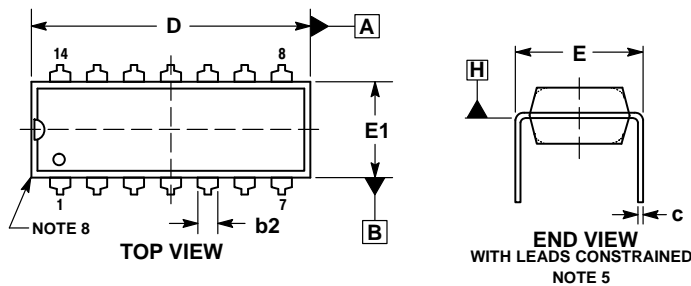 D
A
14
8
E1
1
7
NOTE 8
b2
B
TOP VIEW
E
H
c
END VIEW
WITH LEADS CONSTRAINED
NOTE 5